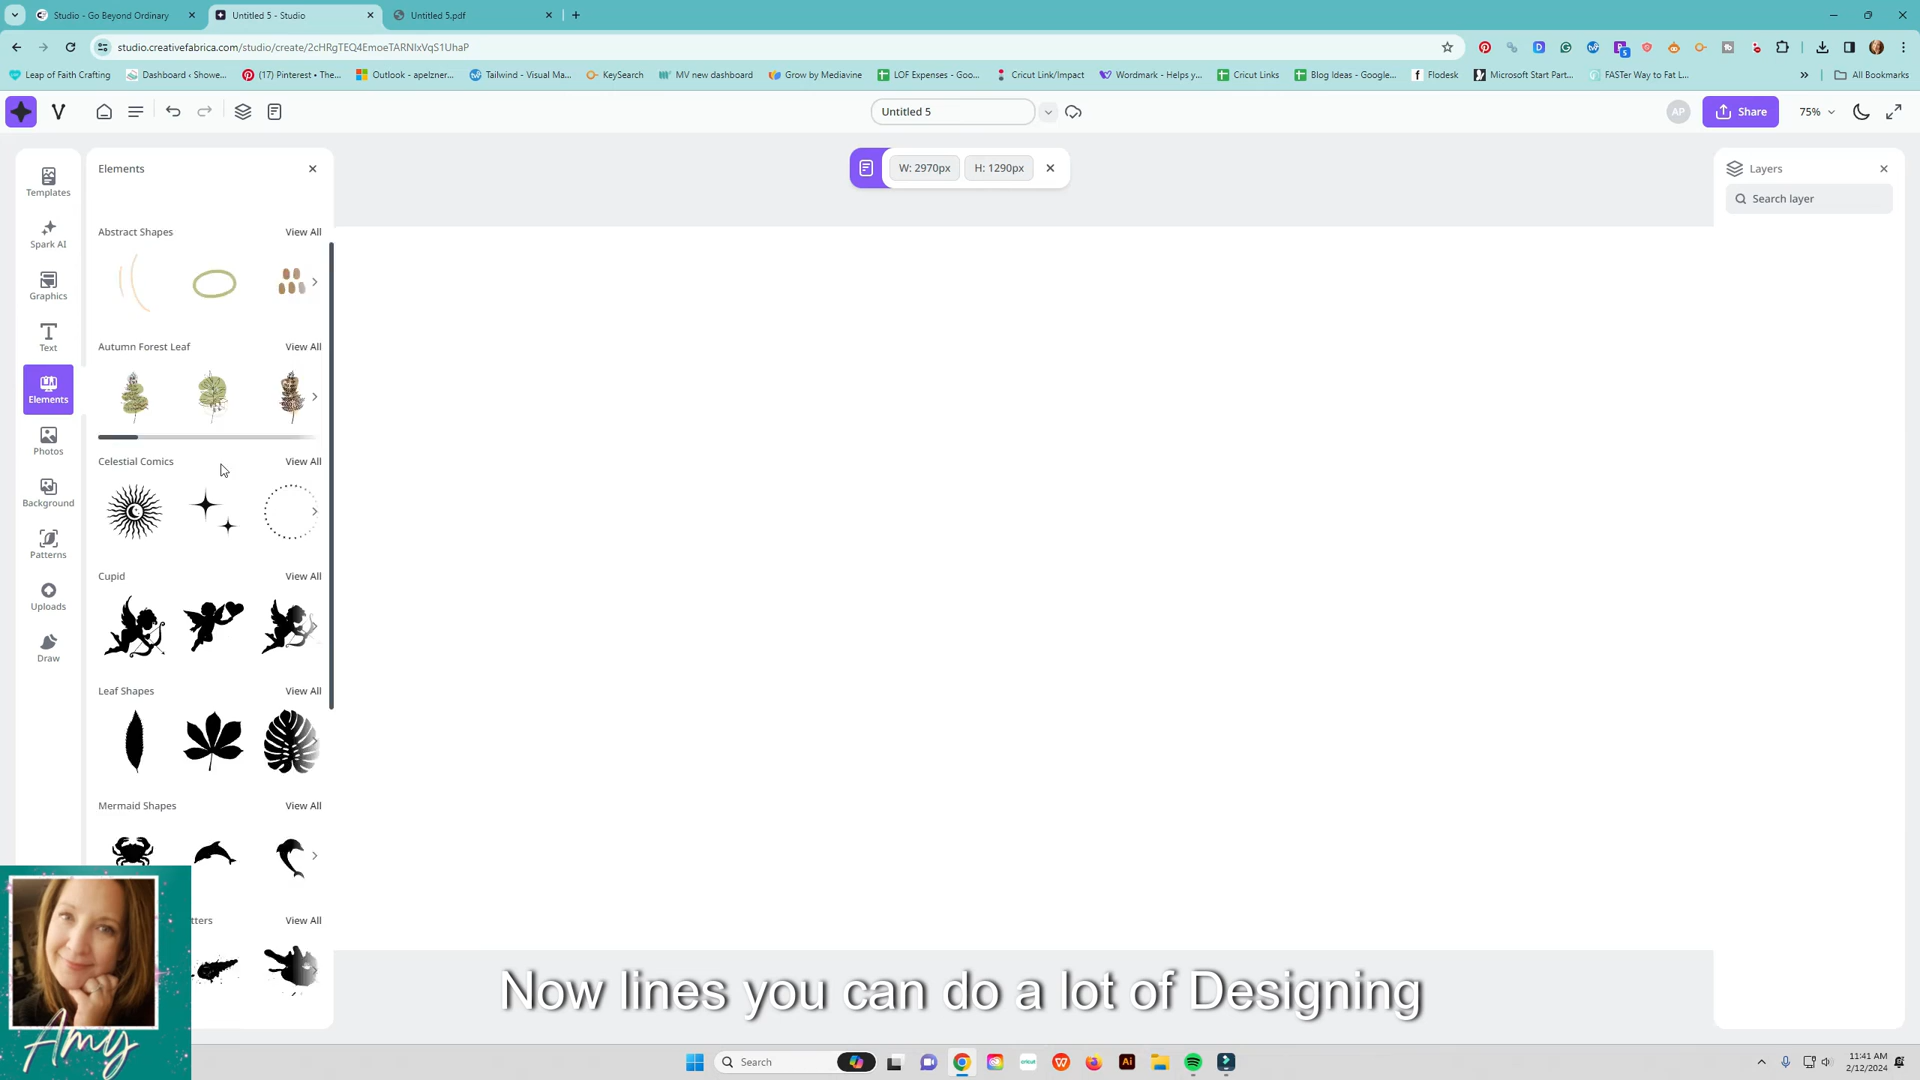 Studio - Go Beyond Ordinary
Untitled 5 - Studio
Untitled 5.pdf
studio.creativefabrica.com/studio/create/2cHRgTEQ4EmoeTARNIxVqS1UhaP
Leap of Faith Crafting
Dashboard ‹ Showe...
(17) Pinterest • The...
Outlook - apelzner...
Tailwind - Visual Ma...
KeySearch
MV new dashboard
Grow by Mediavine
LOF Expenses - Goo...
Cricut Link/Impact
Wordmark - Helps y...
Cricut Links
Blog Ideas - Google...
Flodesk
Microsoft Start Part...
FASTer Way to Fat L...
All Bookmarks
Untitled 5
AP
Share
75%
Templates
Spark AI
Graphics
Text
Elements
Photos
Background
Patterns
Uploads
Draw
Elements
Abstract Shapes View All
Autumn Forest Leaf View All
Celestial Comics View All
Cupid View All
Leaf Shapes View All
Mermaid Shapes View All
tters View All
W: 2970px H: 1290px
Layers
Search layer
Amy
Now lines you can do a lot of Designing
Search
11:41 AM
2/12/2024